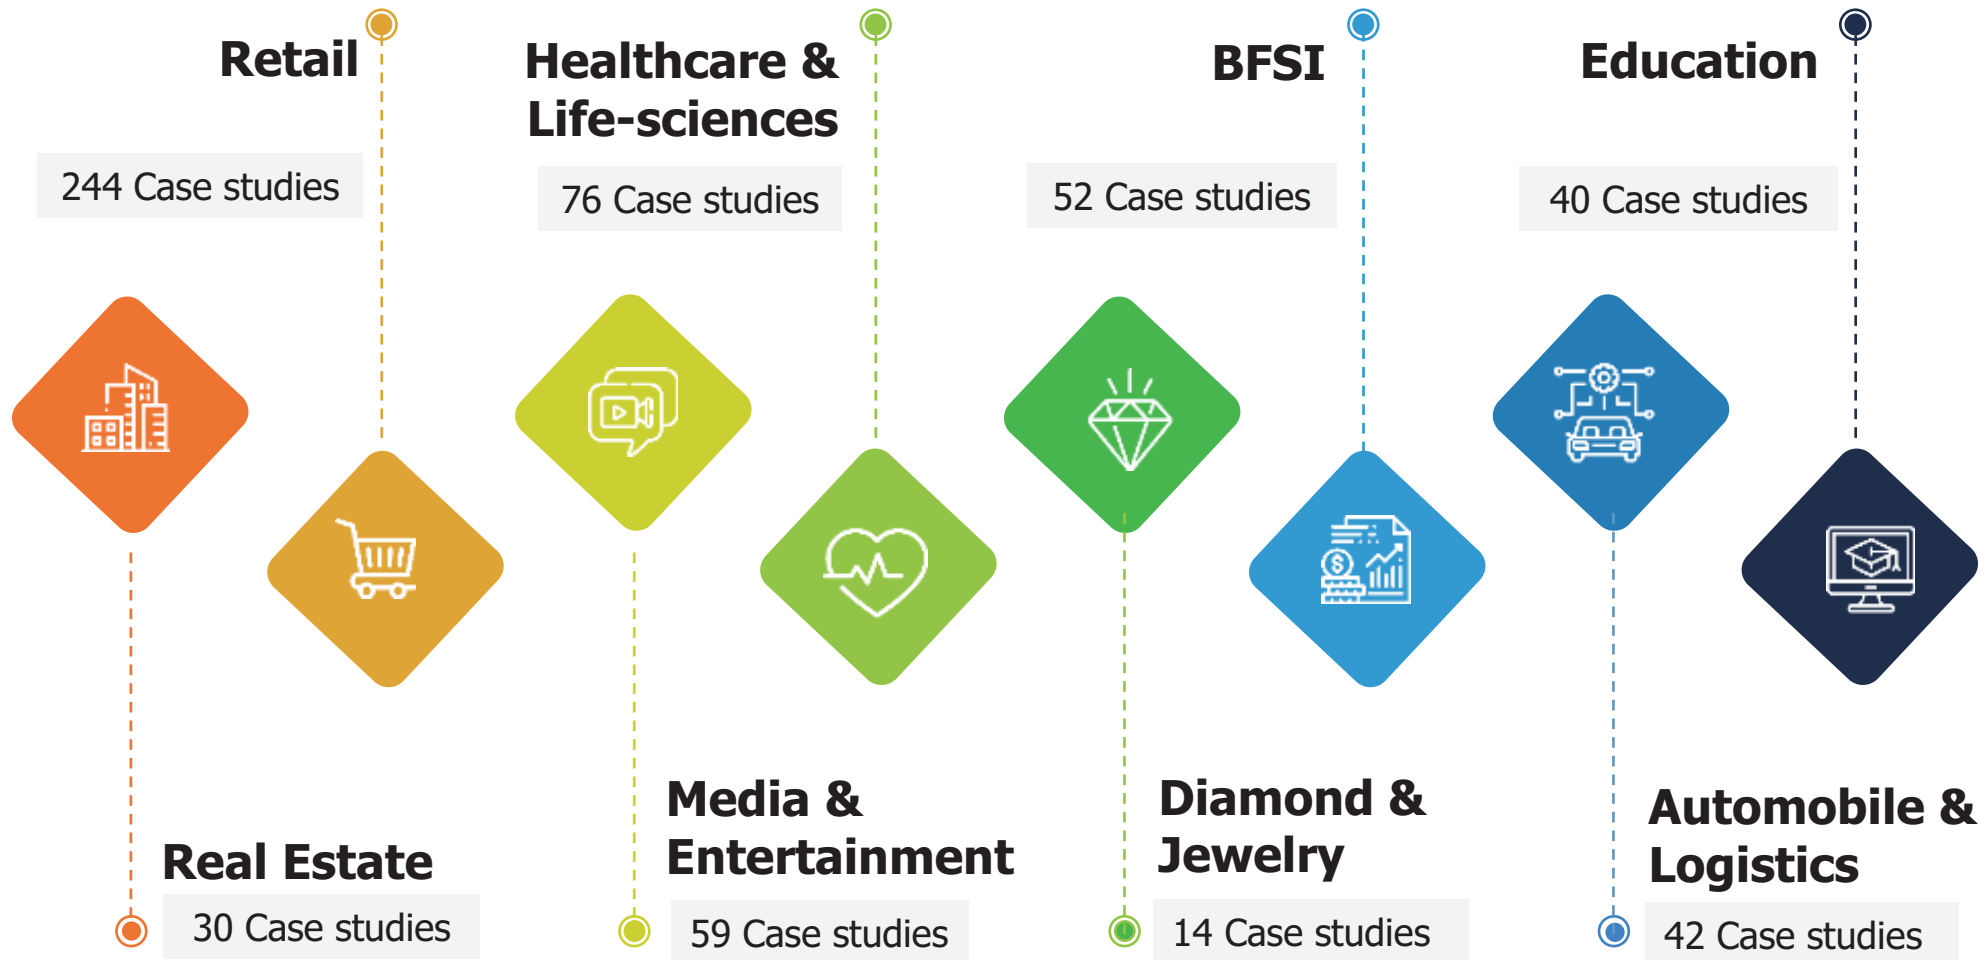 Retail
244 Case studies
Healthcare &
Life-sciences
76 Case studies
BFSI
52 Case studies
Education
40 Case studies
Real Estate
30 Case studies
Media &
Entertainment
59 Case studies
Diamond &
Jewelry
14 Case studies
Automobile &
Logistics
42 Case studies